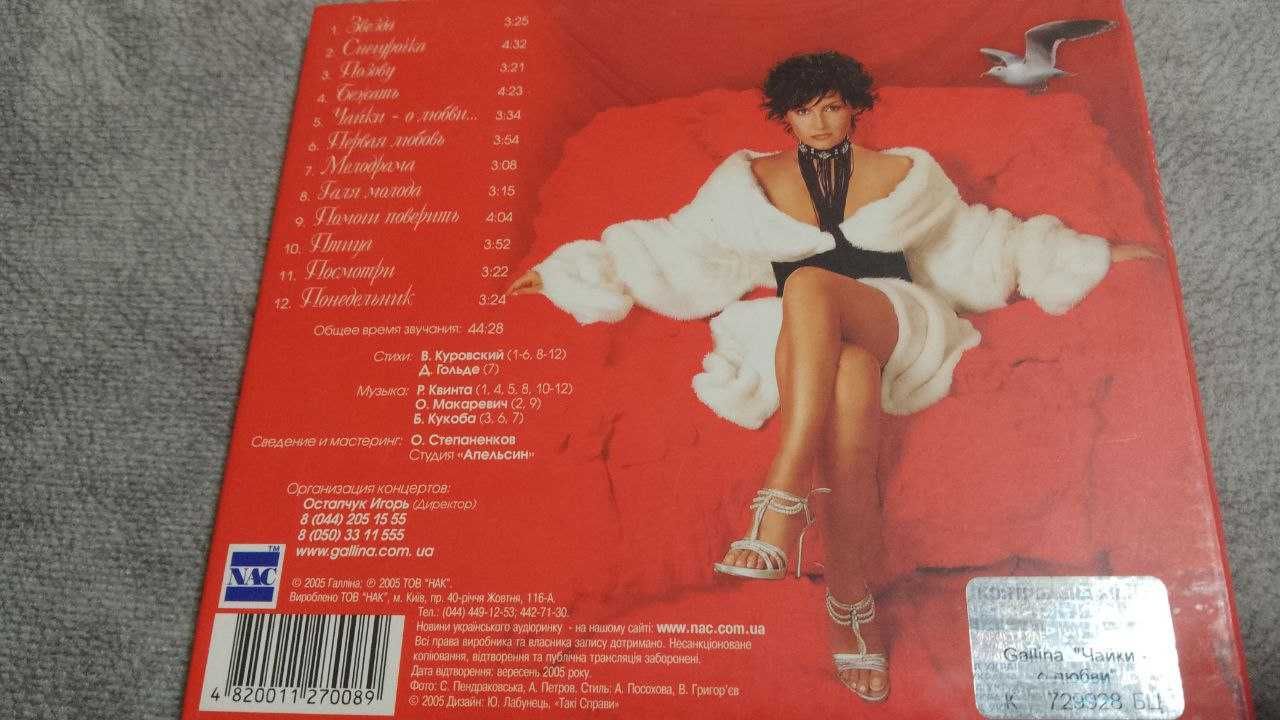 1. Звезда 3:25
2. Снегурочка 4:32
3. Позову 3:21
4. Бежать 4:23
5. Чайки - о любви... 3:34
6. Первая любовь 3:54
7. Мелодрама 3:08
8. Галя молода 3:15
9. Помоги поверить 4:04
10. Птица 3:52
11. Посмотри 3:22
12. Понедельник 3:24
Общее время звучания: 44:28
Стихи: В. Куровский (1-6, 8-12)
Д. Гольде (7)
Музыка: Р. Квинта (1, 4, 5, 8, 10-12)
О. Макаревич (2, 9)
Б. Кукоба (3, 6, 7)
Сведение и мастеринг: О. Степаненков
Студия «Апельсин»
Организация концертов:
Остапчук Игорь (Директор)
8 (044) 205 15 55
8 (050) 33 11 555
www.gallina.com. ua
NAC TM
© 2005 Галліна; ℗ 2005 ТОВ "НАК".
Вироблено ТОВ "НАК", м. Київ, пр. 40-річчя Жовтня, 116-А.
Тел.: (044) 449-12-53; 442-71-30.
Новини українського аудіоринку - на нашому сайті: www.nac.com.ua
Всі права виробника та власника запису дотримано. Несанкціоноване
копіювання, відтворення та публічна трансляція заборонені.
Дата відтворення: вересень 2005 року.
Фото: С. Пендраковська, А. Петров. Стиль: А. Посохова, В. Григор'єв
© 2005 Дизайн: Ю. Лабунець, «Такі Справи»
4 820011 270089
Gallina "Чайки -
о любви"
К 729928 БЦ